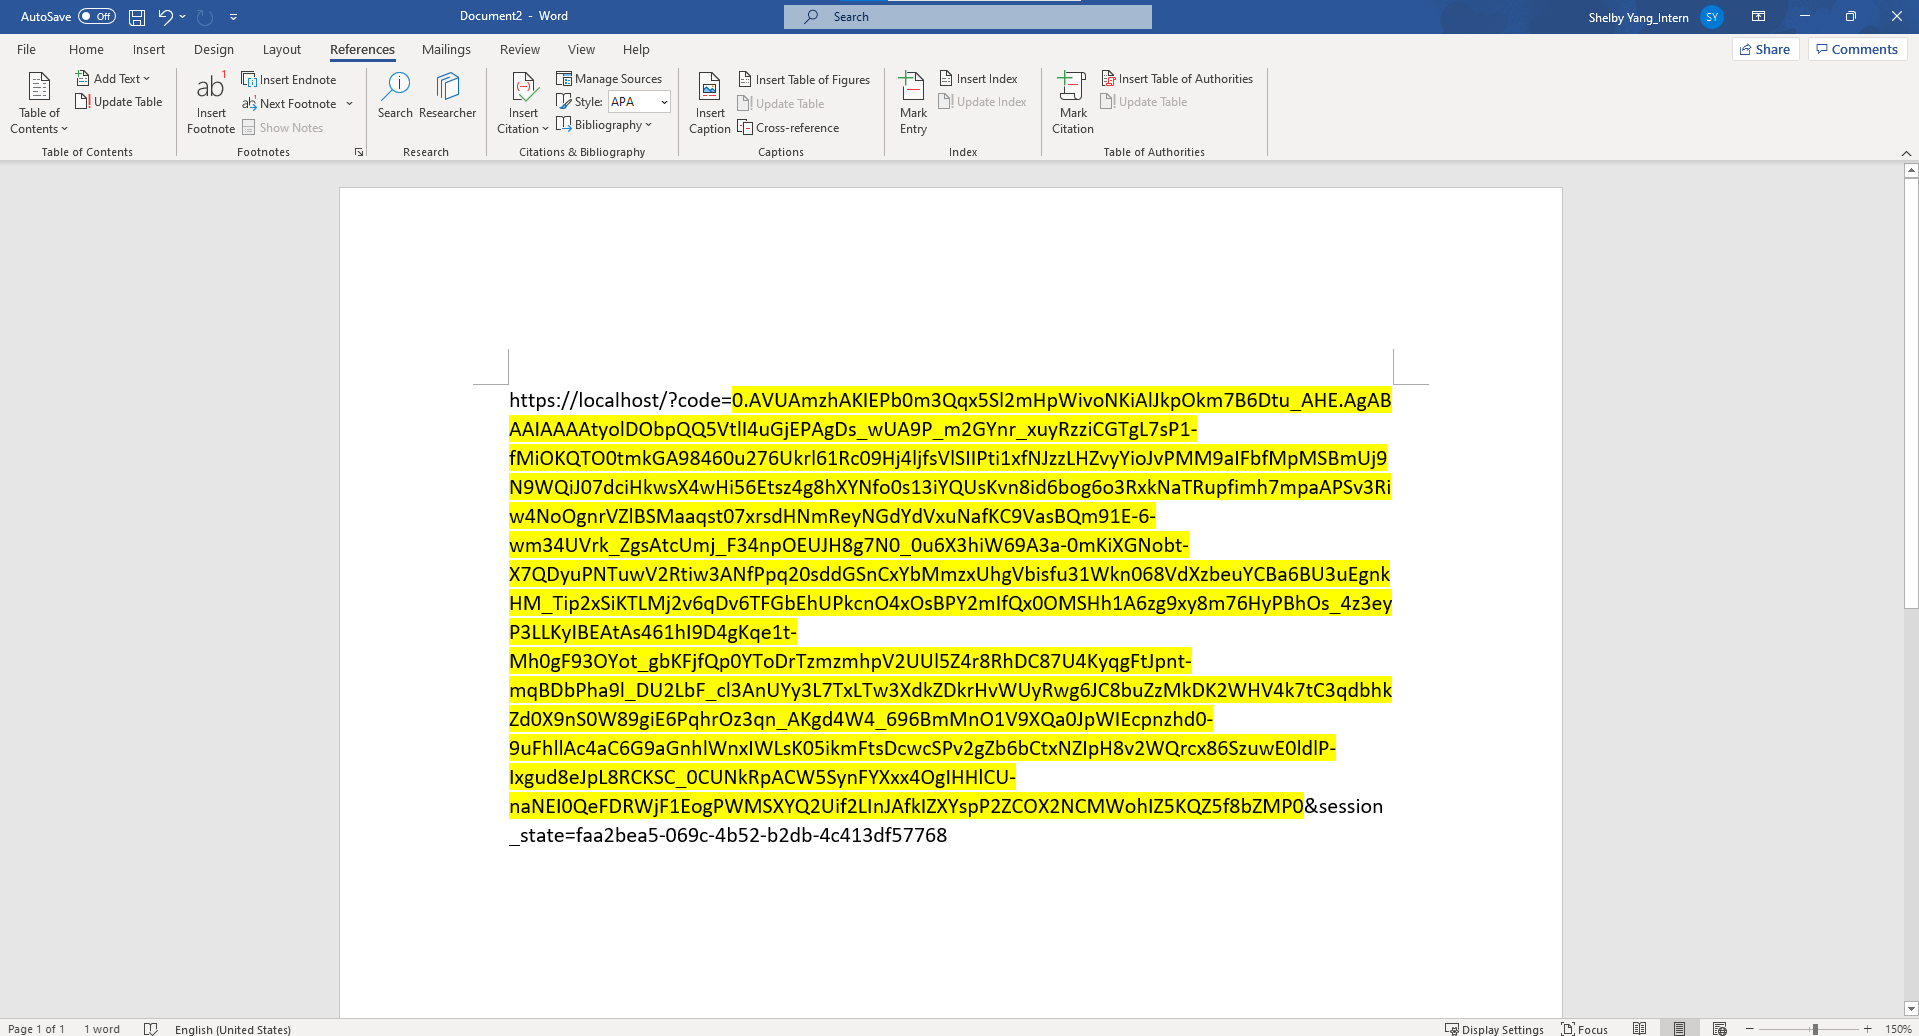 AutoSave Off Document2 - Word Search Shelby Yang_Intern SY
File Home Insert Design Layout References Mailings Review View Help Share Comments
Table of Contents
Add Text
Update Table
Table of Contents
ab1 Insert Footnote
Insert Endnote
ab1 Next Footnote
Show Notes
Footnotes
Search
Researcher
Research
Insert Citation
Manage Sources
Style: APA
Bibliography
Citations & Bibliography
Insert Caption
Insert Table of Figures
Update Table
Cross-reference
Captions
Mark Entry
Insert Index
Update Index
Index
Mark Citation
Insert Table of Authorities
Update Table
Table of Authorities
https://localhost/?code=0.AVUAmzhAKIEPb0m3Qqx5Sl2mHpWivoNKiAlJkpOkm7B6Dtu_AHE.AgAB
AAIAAAAtyolDObpQQ5VtlI4uGjEPAgDs_wUA9P_m2GYnr_xuyRzziCGTgL7sP1-
fMiOKQTO0tmkGA98460u276Ukrl61Rc09Hj4ljfsVlSIIPti1xfNJzzLHZvyYioJvPMM9aIFbfMpMSBmUj9
N9WQiJ07dciHkwsX4wHi56Etsz4g8hXYNfo0s13iYQUsKvn8id6bog6o3RxkNaTRupfimh7mpaAPSv3Ri
w4NoOgnrVZlBSMaaqst07xrsdHNmReyNGdYdVxuNafKC9VasBQm91E-6-
wm34UVrk_ZgsAtcUmj_F34npOEUJH8g7N0_0u6X3hiW69A3a-0mKiXGNobt-
X7QDyuPNTuwV2Rtiw3ANfPpq20sddGSnCxYbMmzxUhgVbisfu31Wkn068VdXzbeuYCBa6BU3uEgnk
HM_Tip2xSiKTLMj2v6qDv6TFGbEhUPkcnO4xOsBPY2mIfQx0OMSHh1A6zg9xy8m76HyPBhOs_4z3ey
P3LLKyIBEAtAs461hI9D4gKqe1t-
Mh0gF93OYot_gbKFjfQp0YToDrTzmzmhpV2UUl5Z4r8RhDC87U4KyqgFtJpnt-
mqBDbPha9l_DU2LbF_cl3AnUYy3L7TxLTw3XdkZDkrHvWUyRwg6JC8buZzMkDK2WHV4k7tC3qdbhk
Zd0X9nS0W89giE6PqhrOz3qn_AKgd4W4_696BmMnO1V9XQa0JpWIEcpnzhd0-
9uFhllAc4aC6G9aGnhlWnxIWLsK05ikmFtsDcwcSPv2gZb6bCtxNZIpH8v2WQrcx86SzuwE0ldlP-
Ixgud8eJpL8RCKSC_0CUNkRpACW5SynFYXxx4OgIHHlCU-
naNEI0QeFDRWjF1EogPWMSXYQ2Uif2LInJAfkIZXYspP2ZCOX2NCMWohIZ5KQZ5f8bZMP0&session
_state=faa2bea5-069c-4b52-b2db-4c413df57768
Page 1 of 1 1 word English (United States) Display Settings Focus 150%